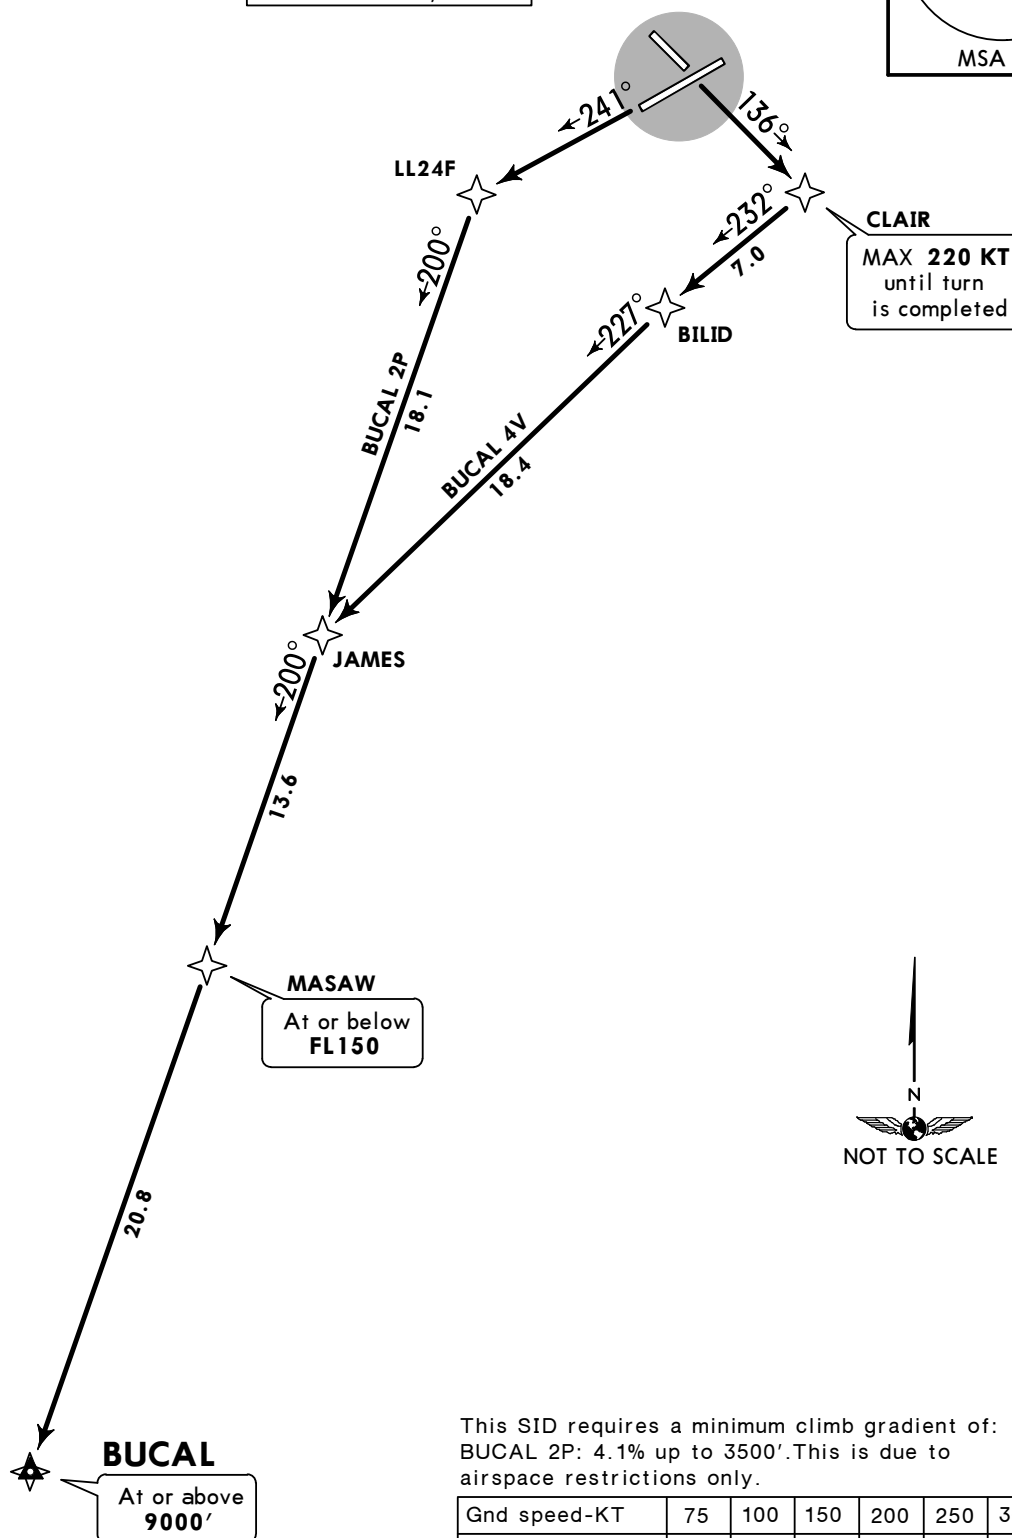 MSA
241°
136°
LL24F
CLAIR
MAX 220 KT
until turn
is completed
232°
7.0
200°
227°
BILID
BUCAL 2P
18.1
BUCAL 4V
18.4
JAMES
200°
13.6
MASAW
At or below
FL150
N
NOT TO SCALE
20.8
BUCAL
At or above
9000'
This SID requires a minimum climb gradient of:
BUCAL 2P: 4.1% up to 3500'.This is due to
airspace restrictions only.
Gnd speed-KT 75 100 150 200 250 3